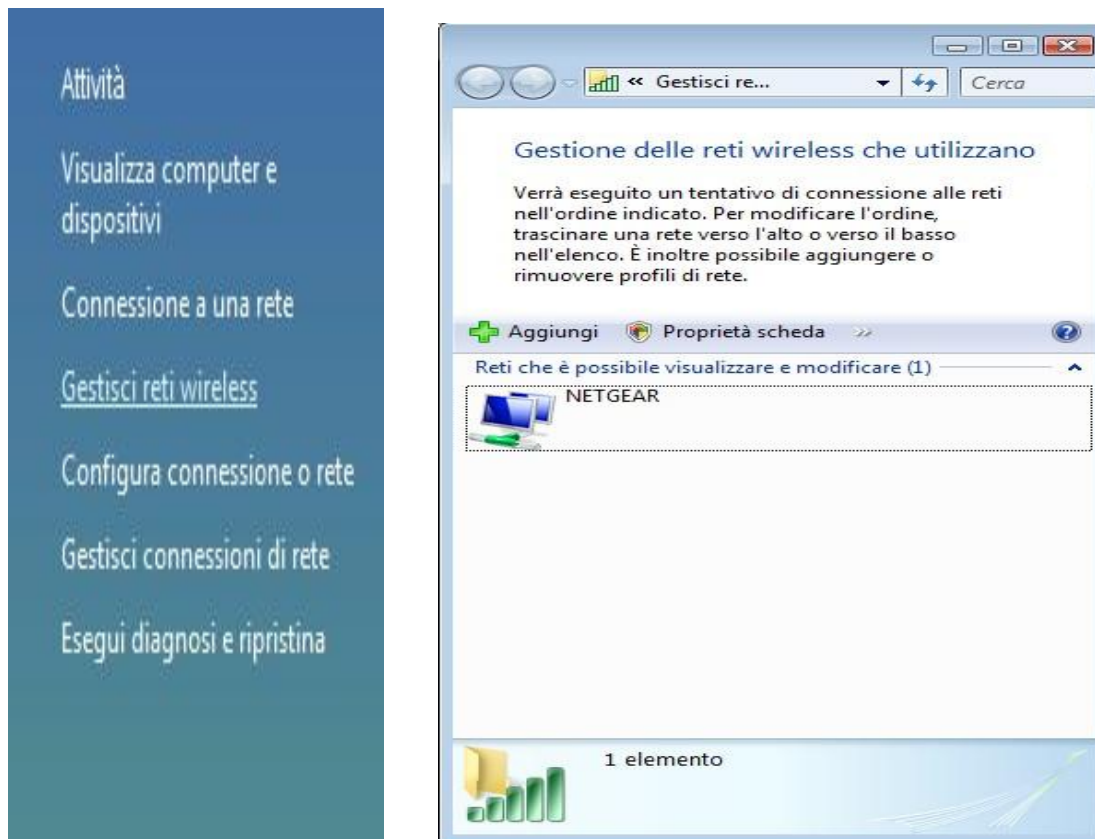 Attività
Visualizza computer e
dispositivi
Connessione a una rete
Gestisci reti wireless
Configura connessione o rete
Gestisci connessioni di rete
Esegui diagnosi e ripristina
« Gestisci re...
Cerca
Gestione delle reti wireless che utilizzano
Verrà eseguito un tentativo di connessione alle reti
nell'ordine indicato. Per modificare l'ordine,
trascinare una rete verso l'alto o verso il basso
nell'elenco. È inoltre possibile aggiungere o
rimuovere profili di rete.
Aggiungi Proprietà scheda »
Reti che è possibile visualizzare e modificare (1)
NETGEAR
1 elemento